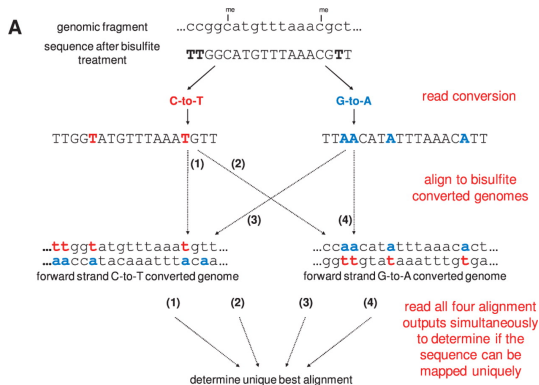 A
me me
genomic fragment ...ccggcatgtttaaacgct...
sequence after bisulfite treatment TTGGCATGTTTAAACGTT
C-to-T G-to-A read conversion
TTGGTATGTTTAAATGTT TTAACATATTTAAACATT
(1) (2) (3) (4)
align to bisulfite
converted genomes
...ttggtatgtttaaatgtt... ...ccaacatatttaaacact...
...aaccatacaaatttacaa... ggttgtataaatttgtga...
forward strand C-to-T converted genome forward strand G-to-A converted genome
(1) (2) (3) (4)
read all four alignment
outputs simultaneously
to determine if the
sequence can be
mapped uniquely
determine unique best alignment